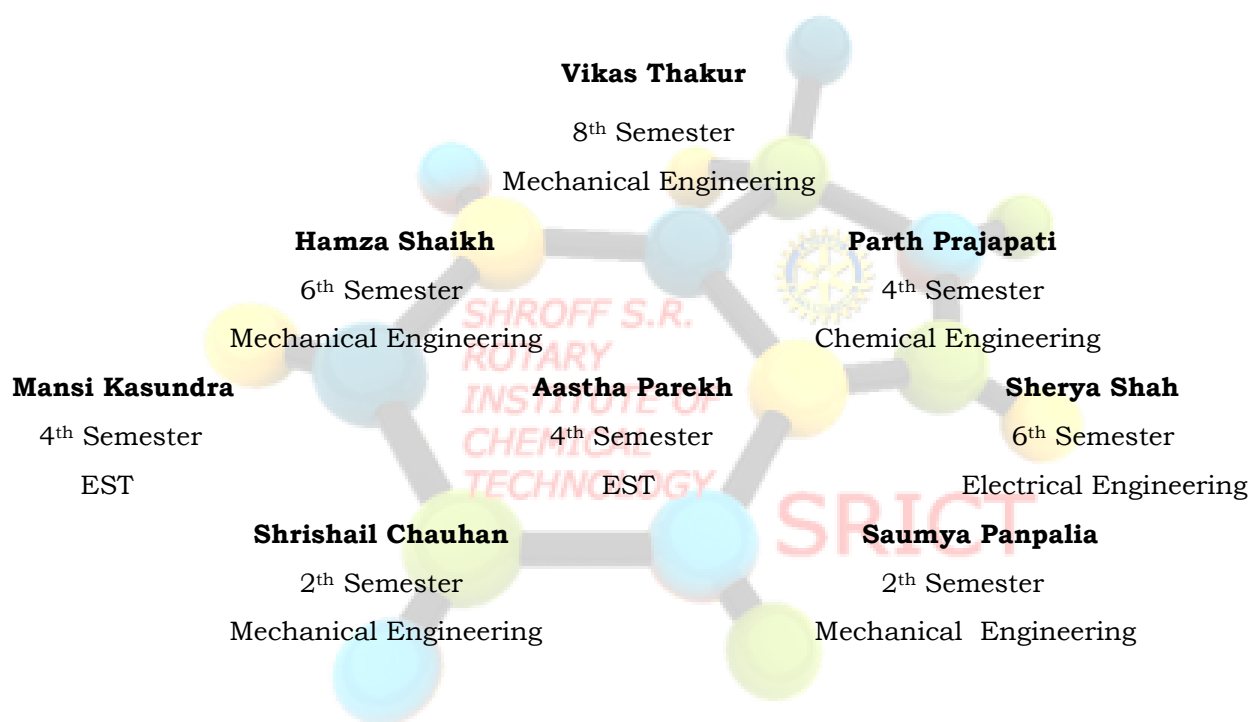 Vikas Thakur
8th Semester
Mechanical Engineering
Hamza Shaikh
6th Semester
Mechanical Engineering
Parth Prajapati
4th Semester
Chemical Engineering
SHROFF S.R.
ROTARY
INSTITUTE OF
CHEMICAL
TECHNOLOGY
Mansi Kasundra
4th Semester
EST
Aastha Parekh
4th Semester
EST
Sherya Shah
6th Semester
Electrical Engineering
SRICT
Shrishail Chauhan
2th Semester
Mechanical Engineering
Saumya Panpalia
2th Semester
Mechanical  Engineering